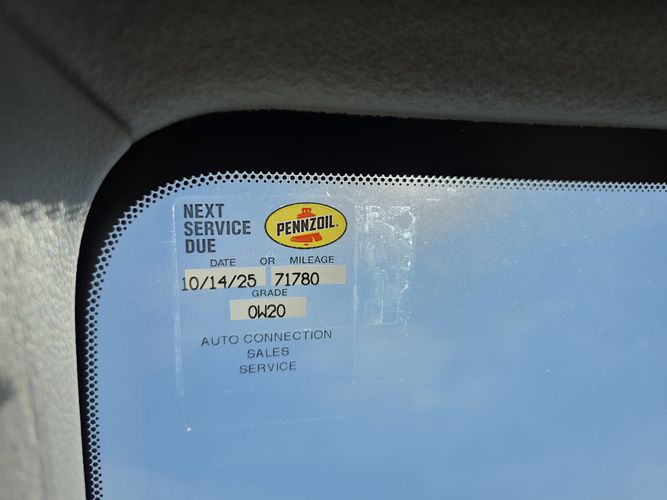 NEXT
SERVICE
DUE
PENNZOIL
DATE OR MILEAGE
10/14/25 71780
GRADE
0W20
AUTO CONNECTION
SALES
SERVICE